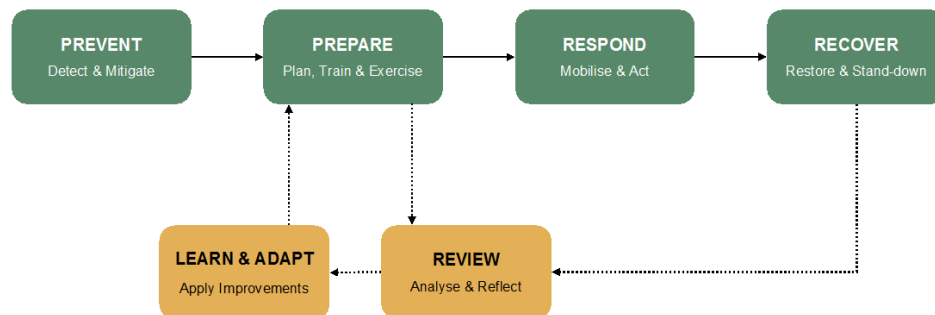 PREVENT
Detect & Mitigate
PREPARE
Plan, Train & Exercise
RESPOND
Mobilise & Act
RECOVER
Restore & Stand-down
LEARN & ADAPT
Apply Improvements
REVIEW
Analyse & Reflect